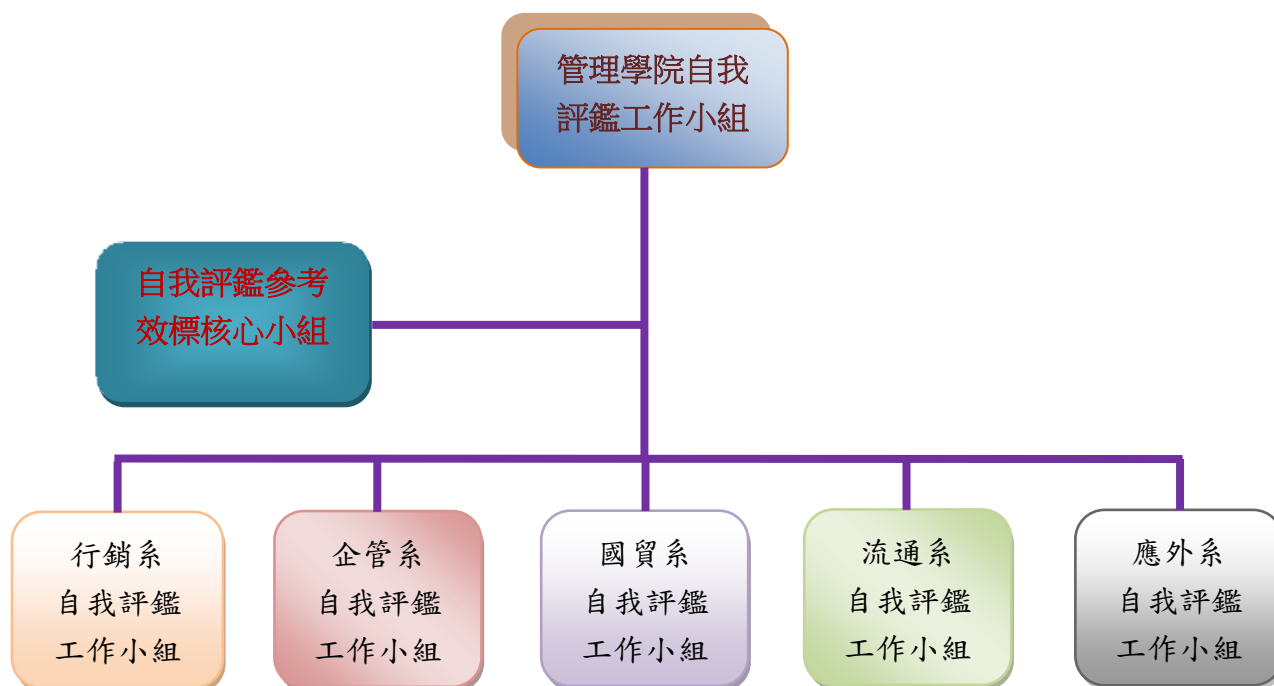 管理學院自我
評鑑工作小組
自我評鑑參考
效標核心小組
行銷系
自我評鑑
工作小組
企管系
自我評鑑
工作小組
國貿系
自我評鑑
工作小組
流通系
自我評鑑
工作小組
應外系
自我評鑑
工作小組